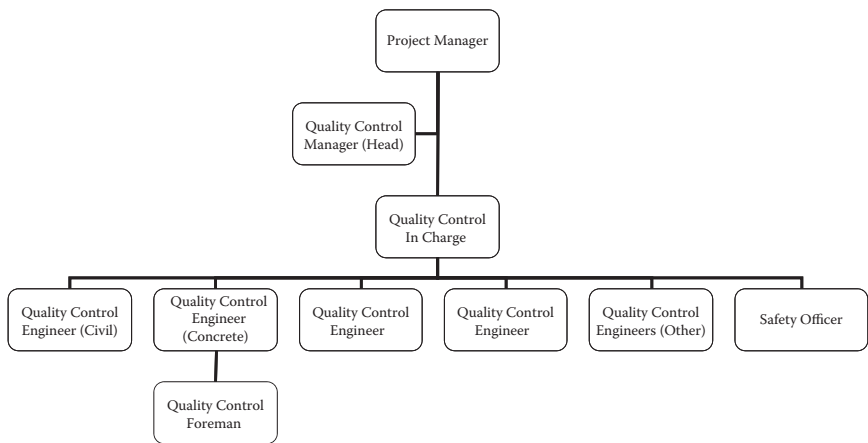 Project Manager
Quality Control
Manager (Head)
Quality Control
In Charge
Quality Control
Engineer (Civil)
Quality Control
Engineer
(Concrete)
Quality Control
Engineer
Quality Control
Engineer
Quality Control
Engineers (Other)
Safety Officer
Quality Control
Foreman